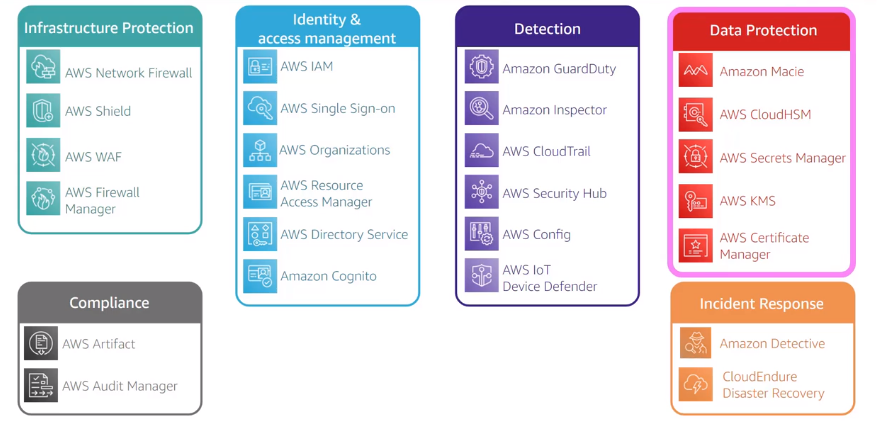 Infrastructure Protection
AWS Network Firewall
AWS Shield
AWS WAF
AWS Firewall
Manager
Identity &
access management
AWS IAM
AWS Single Sign-on
AWS Organizations
AWS Resource
Access Manager
AWS Directory Service
Amazon Cognito
Detection
Amazon GuardDuty
Amazon Inspector
AWS CloudTrail
AWS Security Hub
AWS Config
AWS IoT
Device Defender
Data Protection
Amazon Macie
AWS CloudHSM
AWS Secrets Manager
AWS KMS
AWS Certificate
Manager
Compliance
AWS Artifact
AWS Audit Manager
Incident Response
Amazon Detective
CloudEndure
Disaster Recovery